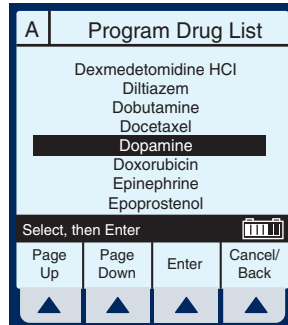 A Program Drug List
Dexmedetomidine HCl
Diltiazem
Dobutamine
Docetaxel
Dopamine
Doxorubicin
Epinephrine
Epoprostenol
Select, then Enter
Page Up Page Down Enter Cancel/ Back